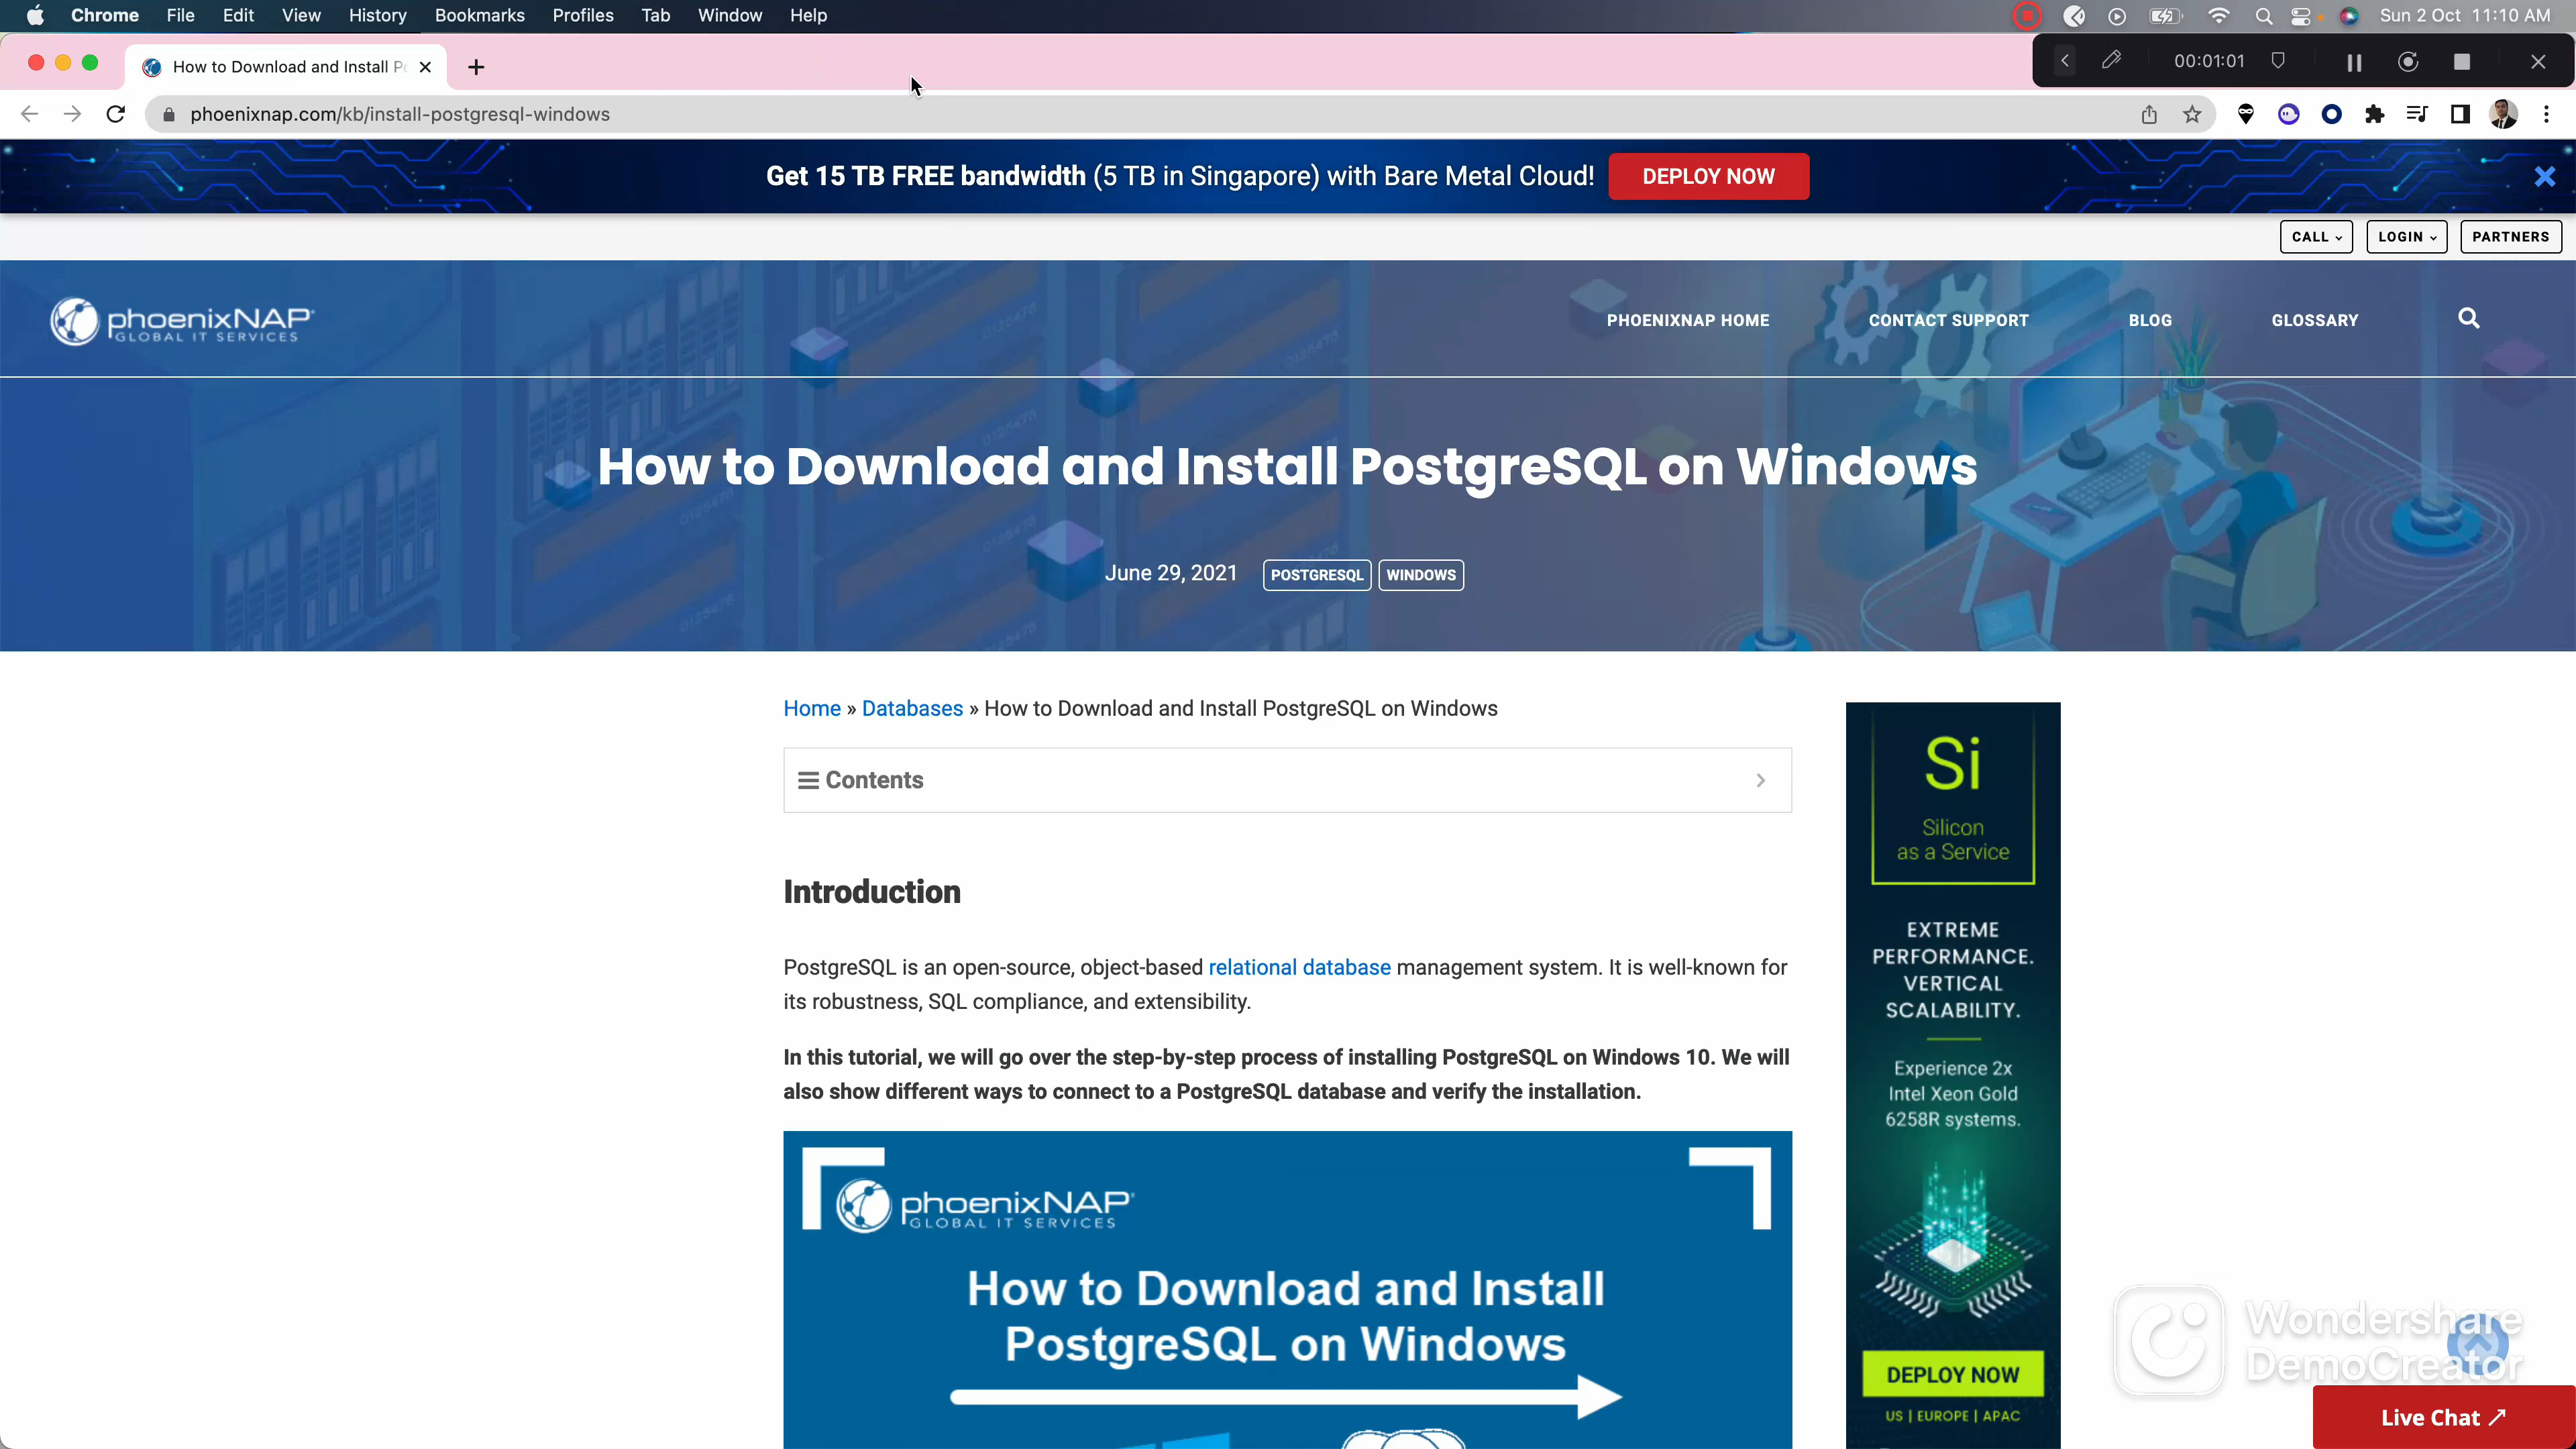 Chrome File Edit View History Bookmarks Profiles Tab Window Help
Sun 2 Oct 11:10 AM
How to Download and Install P
00:01:01
phoenixnap.com/kb/install-postgresql-windows
Get 15 TB FREE bandwidth (5 TB in Singapore) with Bare Metal Cloud!
DEPLOY NOW
CALL
LOGIN
PARTNERS
phoenixNAP
GLOBAL IT SERVICES
PHOENIXNAP HOME
CONTACT SUPPORT
BLOG
GLOSSARY
How to Download and Install PostgreSQL on Windows
June 29, 2021
POSTGRESQL
WINDOWS
Home » Databases » How to Download and Install PostgreSQL on Windows
Contents
Introduction
PostgreSQL is an open-source, object-based relational database management system. It is well-known for
its robustness, SQL compliance, and extensibility.
In this tutorial, we will go over the step-by-step process of installing PostgreSQL on Windows 10. We will
also show different ways to connect to a PostgreSQL database and verify the installation.
phoenixNAP
GLOBAL IT SERVICES
How to Download and Install
PostgreSQL on Windows
Si
Silicon
as a Service
EXTREME
PERFORMANCE.
VERTICAL
SCALABILITY.
Experience 2x
Intel Xeon Gold
6258R systems.
DEPLOY NOW
US | EUROPE | APAC
Wondershare
DemoCreator
Live Chat